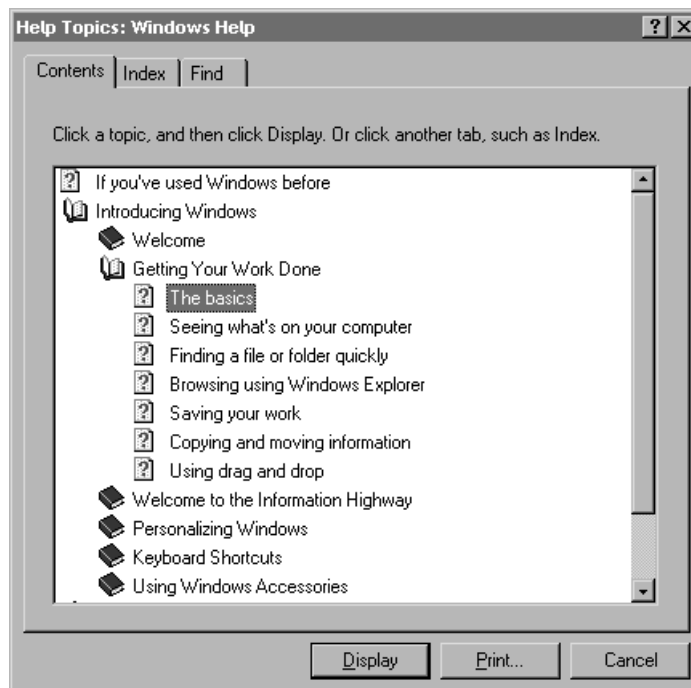 Help Topics: Windows Help
Contents Index Find
Click a topic, and then click Display. Or click another tab, such as Index.
If you've used Windows before
Introducing Windows
Welcome
Getting Your Work Done
The basics
Seeing what's on your computer
Finding a file or folder quickly
Browsing using Windows Explorer
Saving your work
Copying and moving information
Using drag and drop
Welcome to the Information Highway
Personalizing Windows
Keyboard Shortcuts
Using Windows Accessories
Display Print... Cancel